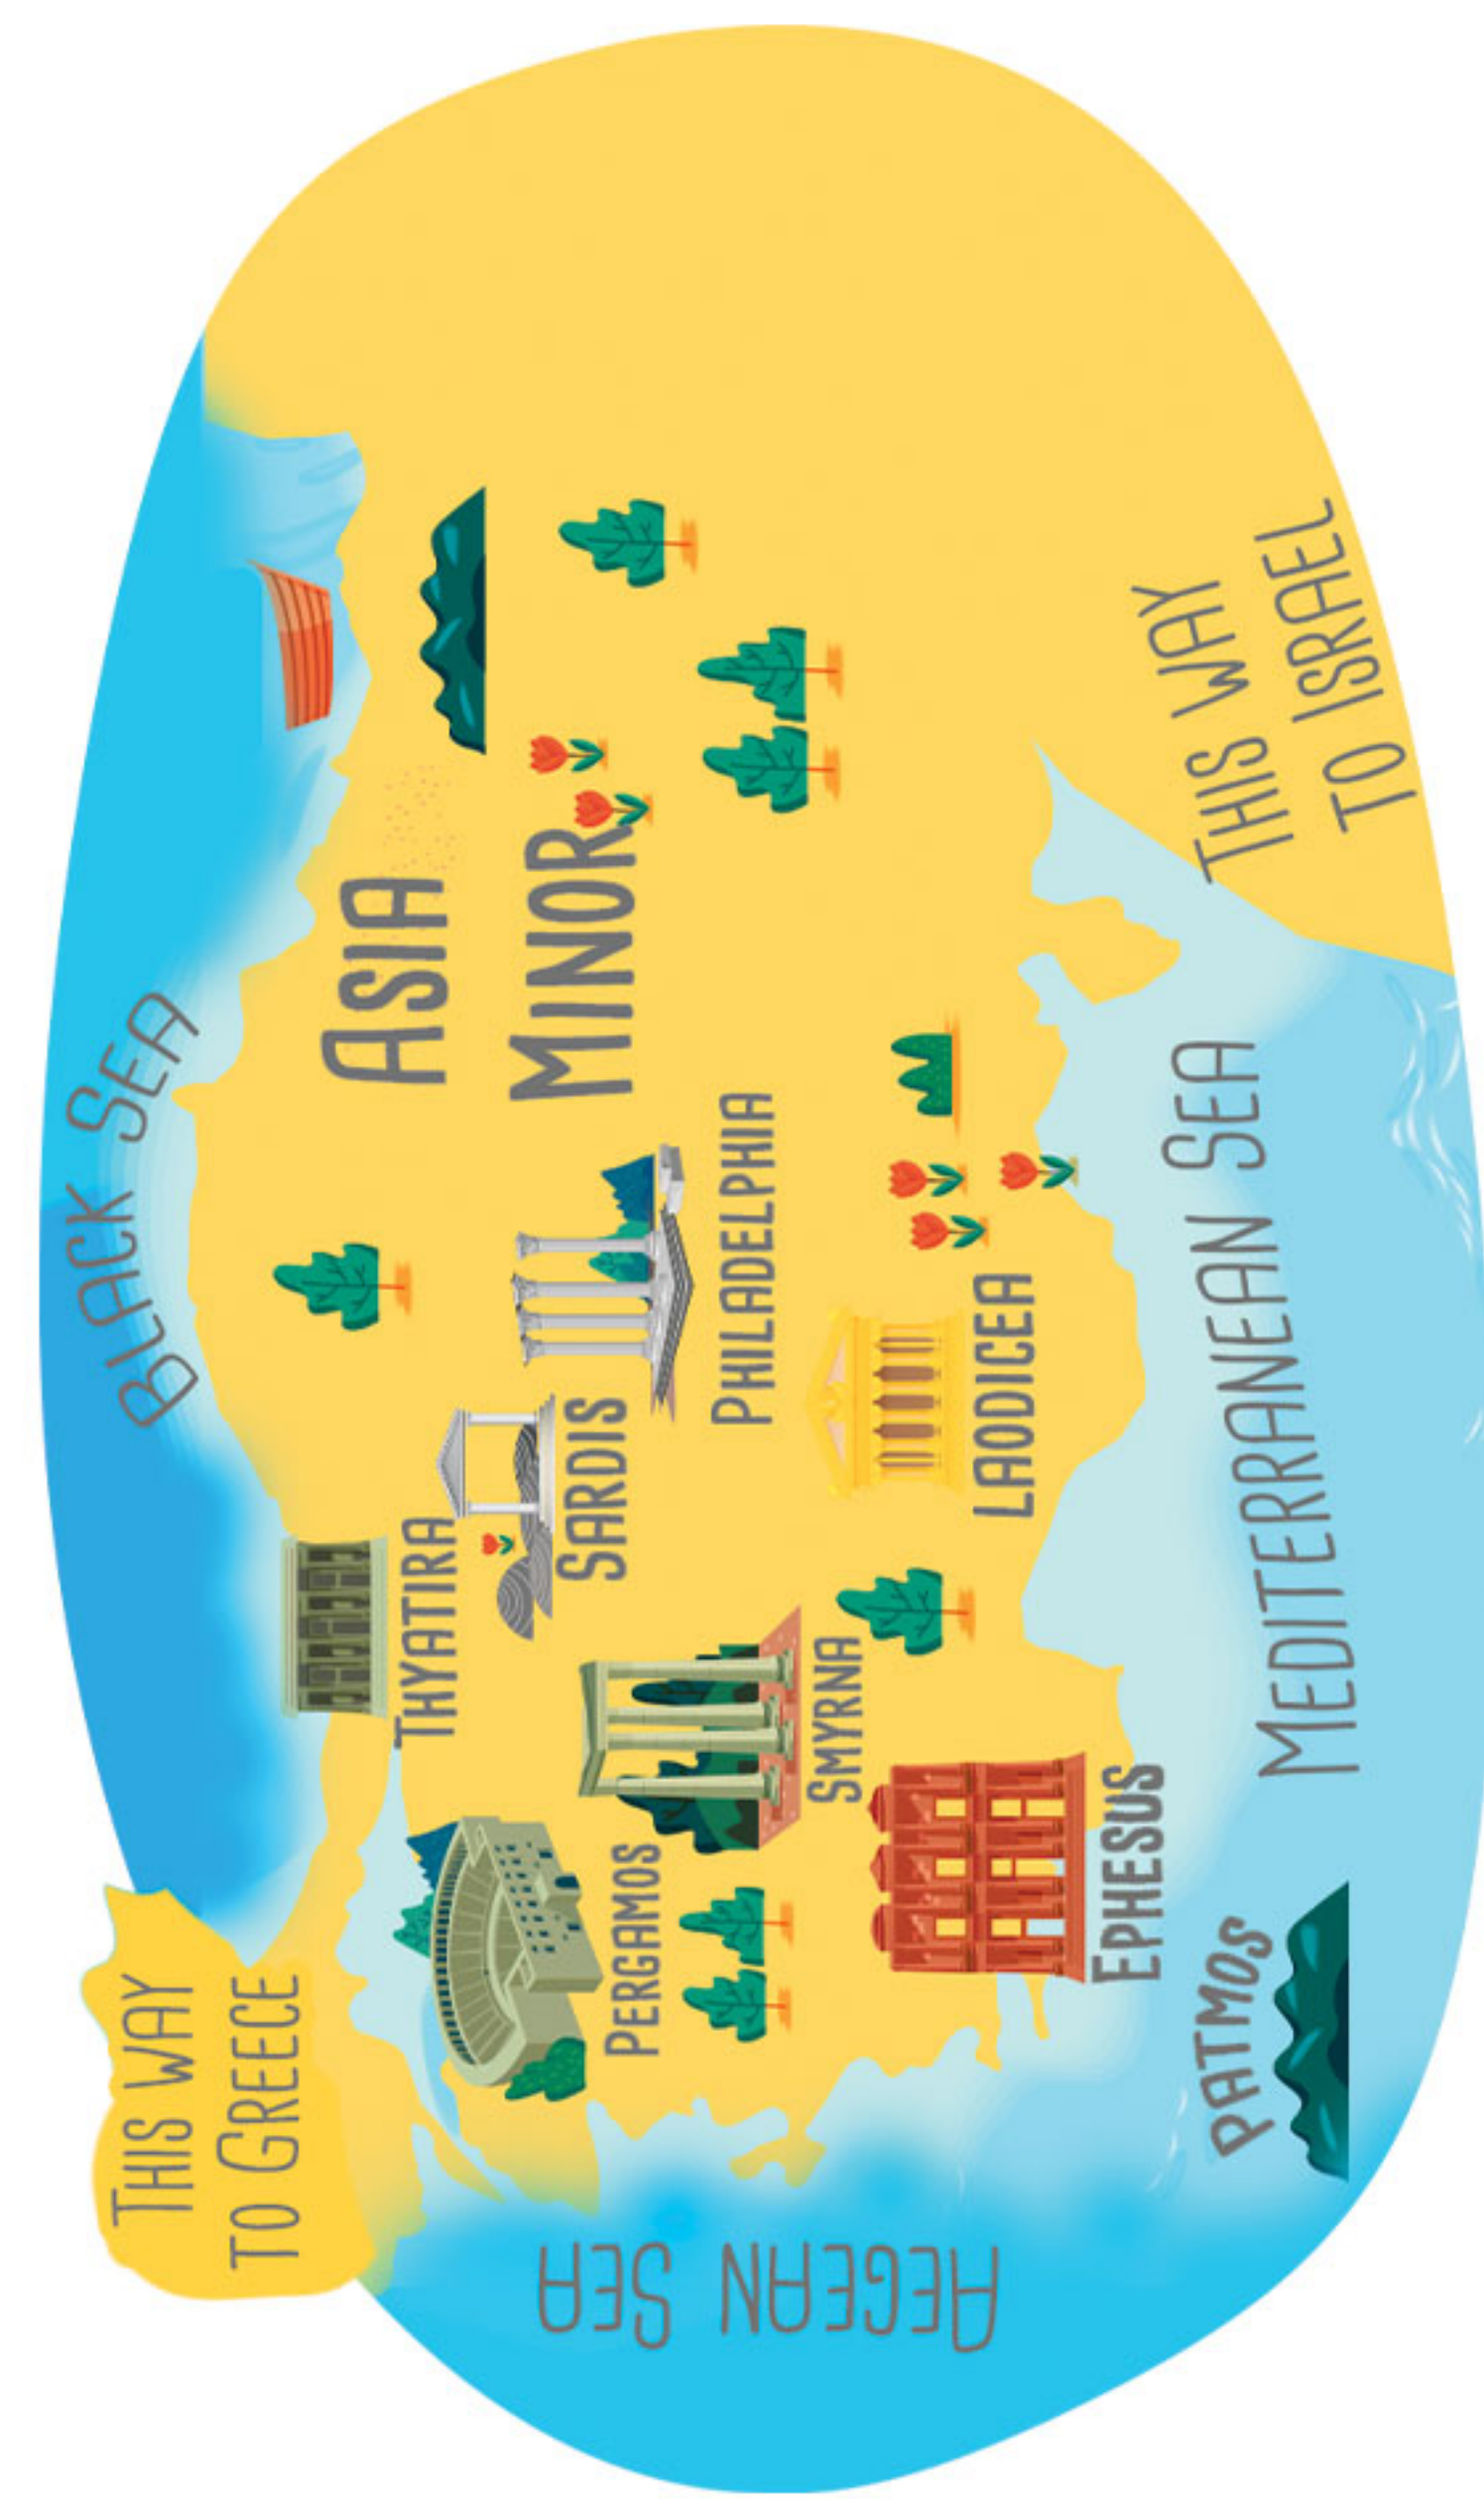 Black Sea
This way
to Greece
Asia
Minor
Thyatira
Sardis
Philadelphia
Pergamos
Smyrna
Laodicea
Ephesus
Aegean Sea
Patmos
Mediterranean Sea
This way
to Israel